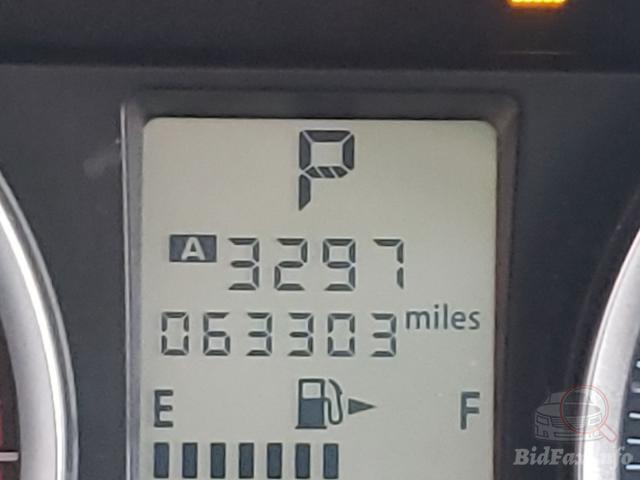 P
A 3297
063303 miles
E F
BidFax.info